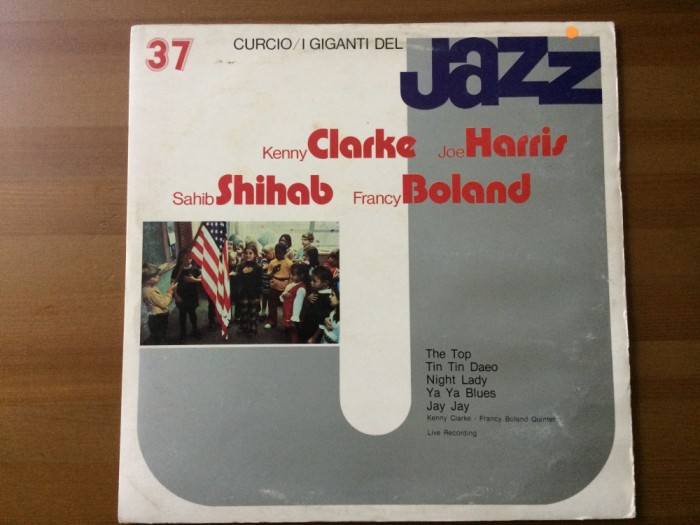 37
CURCIO/I GIGANTI DEL
Jazz
Kenny Clarke Joe Harris
Sahib Shihab Francy Boland
The Top
Tin Tin Daeo
Night Lady
Ya Ya Blues
Jay Jay
Kenny Clarke - Francy Boland Quintet
Live Recording